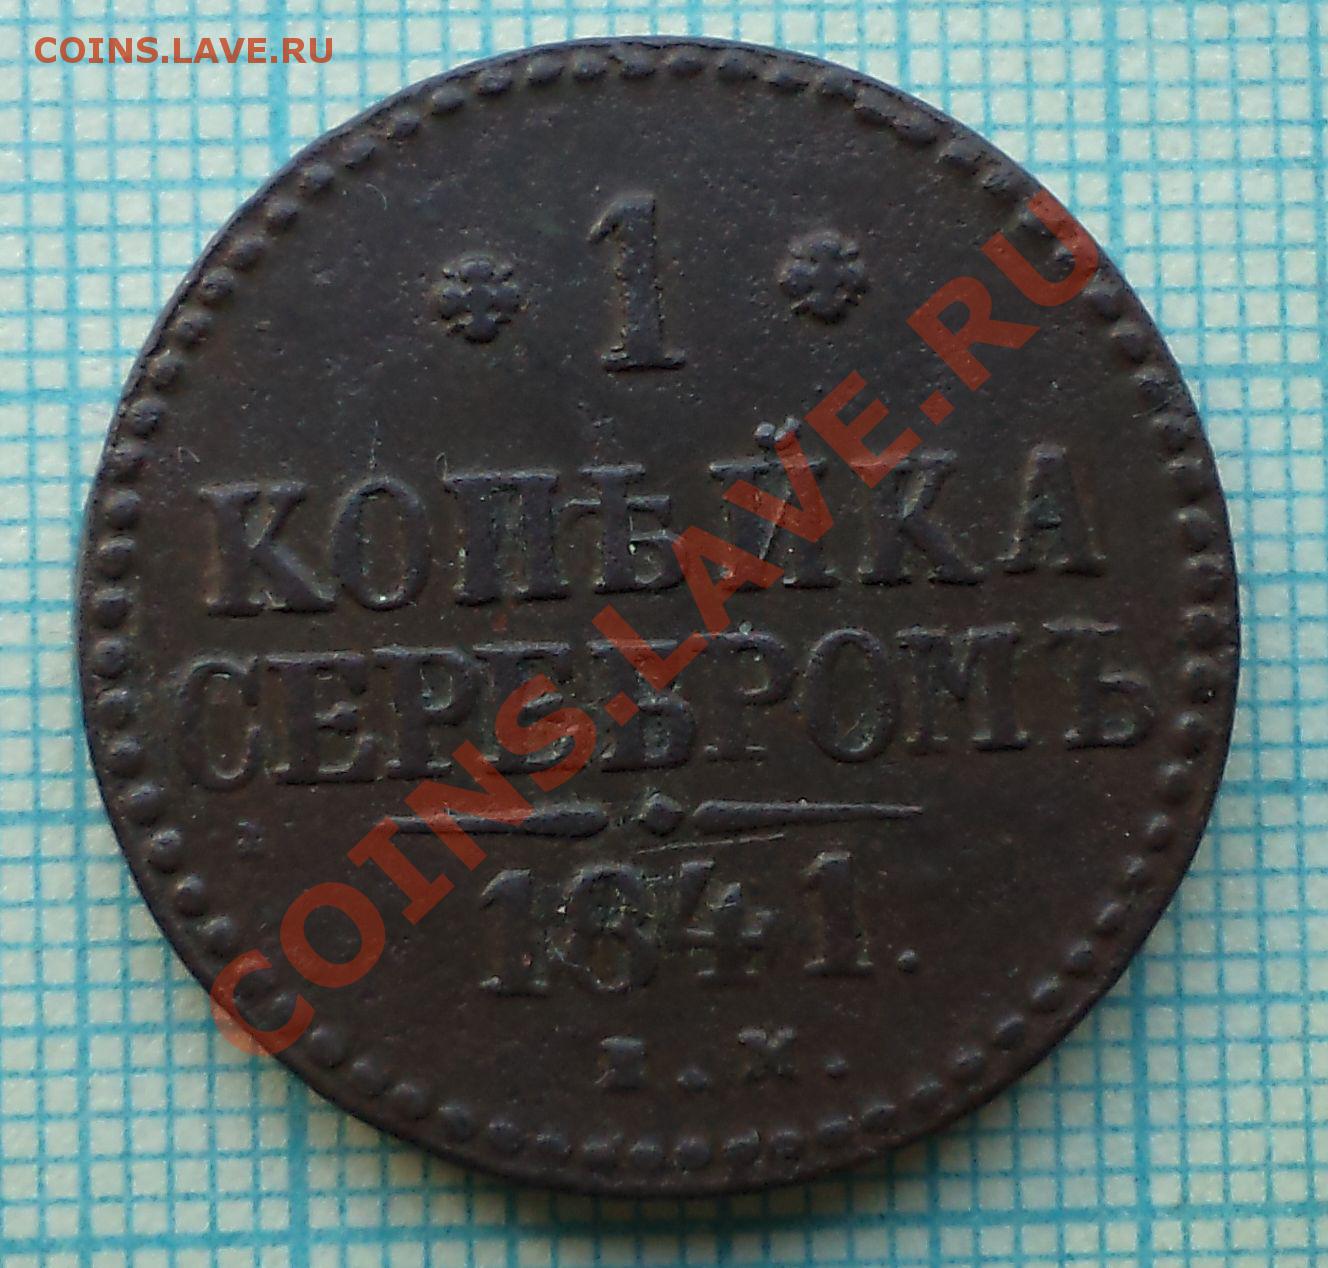 COINS.LAVE.RU
1
КОПѢЙКА
СЕРЕБРОМЪ
1841.
COINS.LAVE.RU